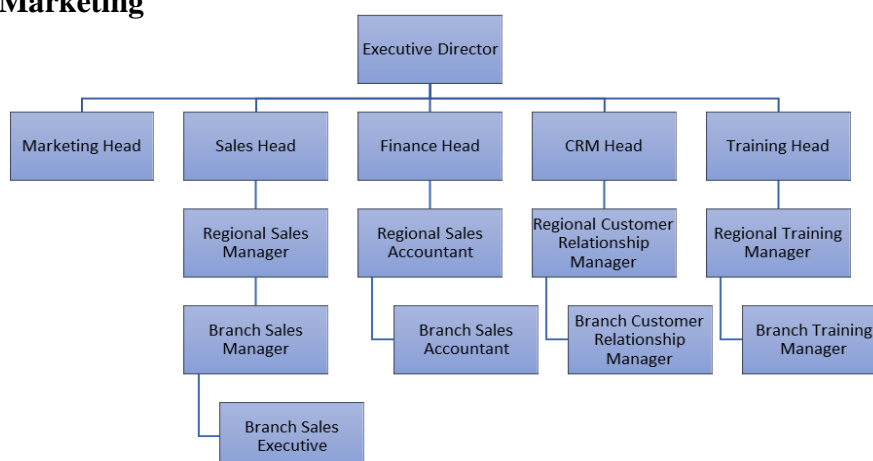 Marketing
Executive Director
Marketing Head
Sales Head
Finance Head
CRM Head
Training Head
Regional Sales
Manager
Regional Sales
Accountant
Regional Customer
Relationship
Manager
Regional Training
Manager
Branch Sales
Manager
Branch Sales
Accountant
Branch Customer
Relationship
Manager
Branch Training
Manager
Branch Sales
Executive